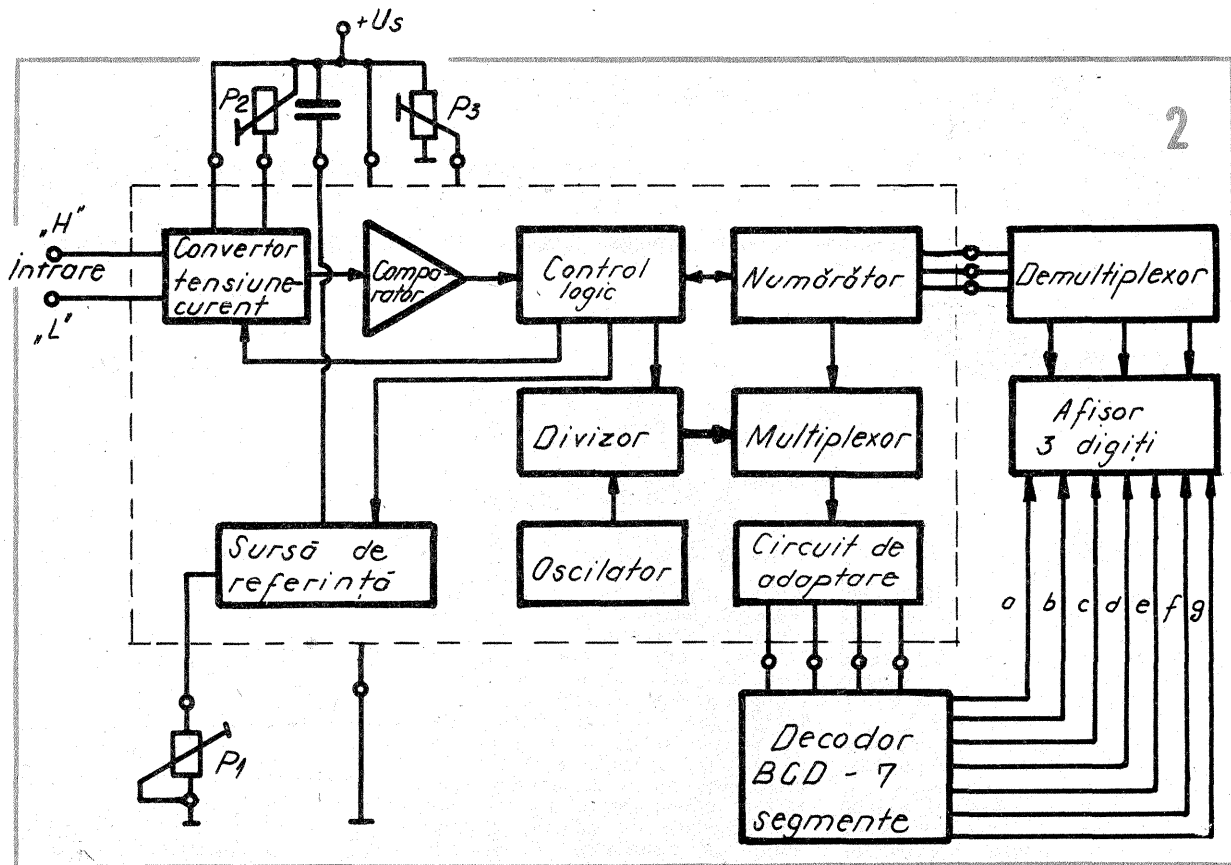 +Us
P2
P3
2
„H"
Intrare
„L"
Convertor
tensiune-
curent
Compa-
rator
Control
logic
Numărător
Demultiplexor
Divizor
Multiplexor
Afișor
3 digiți
Sursă de
referință
Oscilator
Circuit de
adaptare
a b c d e f g
P1
Decodor
BCD - 7
segmente